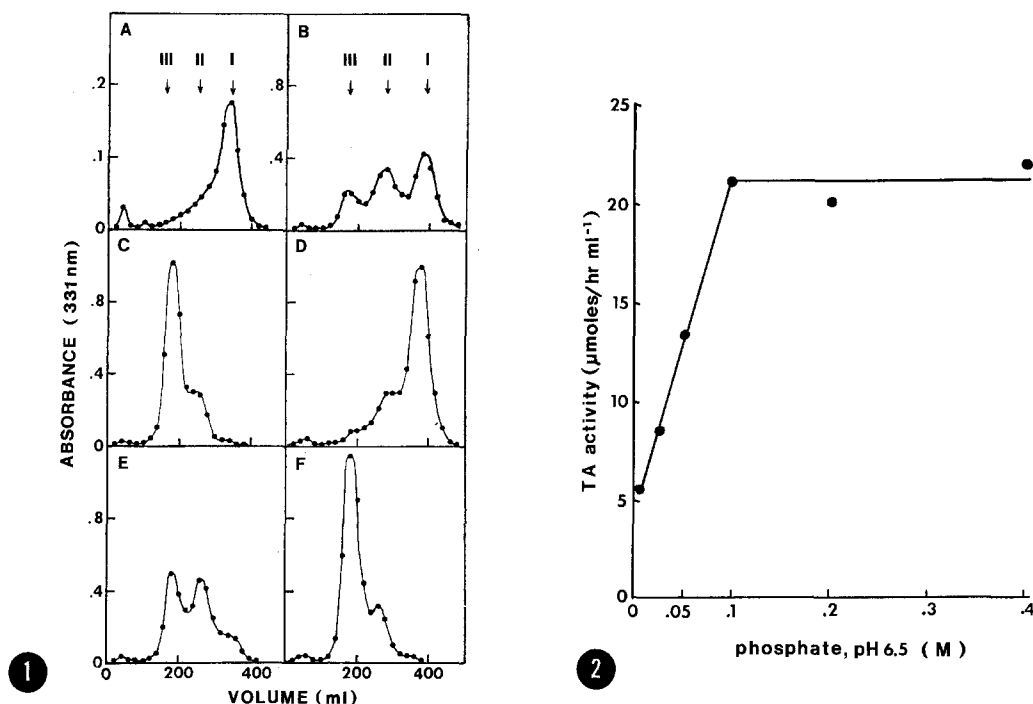 A
B
III II I
III II I
.2
.1
0
.8
.4
0
C
D
.8
.4
0
E
F
.8
.4
0
0 200 400
0 200 400
ABSORBANCE (331nm)
VOLUME (ml)
1
25
20
15
10
5
0
0 .05 .1 .2 .3 .4
TA activity (μmoles/hr ml⁻¹)
phosphate, pH 6.5 (M)
2